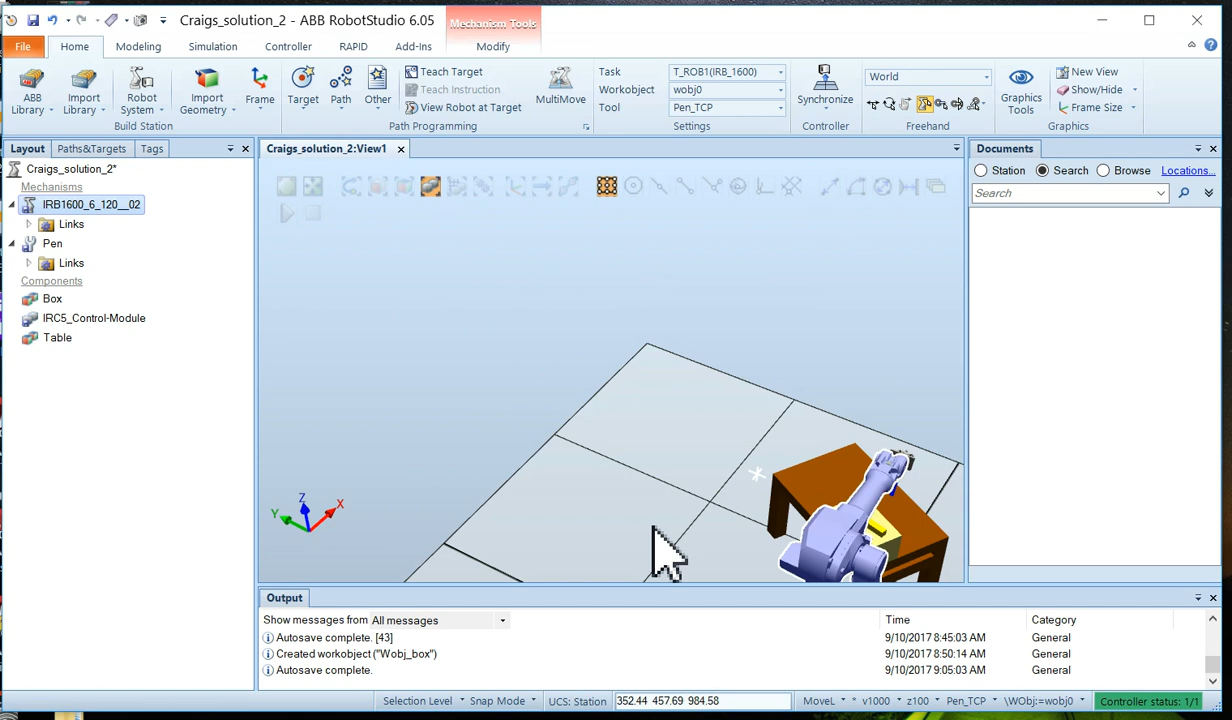 Craigs_solution_2 - ABB RobotStudio 6.05
Mechanism Tools
File Home Modeling Simulation Controller RAPID Add-Ins Modify
ABB Library
Import Library
Robot System
Import Geometry
Frame
Build Station
Target
Path
Other
Teach Target
Teach Instruction
View Robot at Target
Path Programming
MultiMove
Task T_ROB1(IRB_1600)
Workobject wobj0
Tool Pen_TCP
Settings
Synchronize
Controller
World
Freehand
Graphics Tools
New View
Show/Hide
Frame Size
Graphics
Layout Paths&Targets Tags
Craigs_solution_2*
Mechanisms
IRB1600_6_120__02
Links
Pen
Links
Components
Box
IRC5_Control-Module
Table
Craigs_solution_2:View1
Z
Y
X
Documents
Station Search Browse Locations...
Search
Output
Show messages from All messages Time Category
Autosave complete. [43] 9/10/2017 8:45:03 AM General
Created workobject ("Wobj_box") 9/10/2017 8:50:14 AM General
Autosave complete. 9/10/2017 9:05:03 AM General
Selection Level Snap Mode UCS: Station 352.44 457.69 984.58 MoveL * v1000 z100 Pen_TCP \WObj:=wobj0 Controller status: 1/1